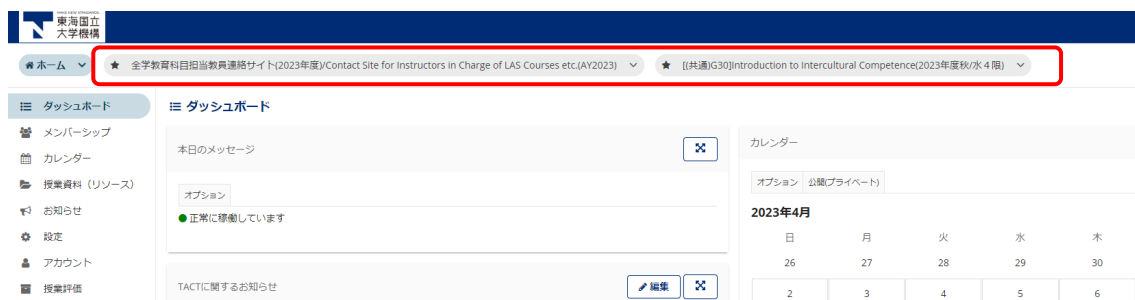 東海国立
大学機構
ホーム
★ 全学教育科目担当教員連絡サイト(2023年度)/Contact Site for Instructors in Charge of LAS Courses etc.(AY2023)
★ [(共通)G30]Introduction to Intercultural Competence(2023年度秋/水４限)
ダッシュボード
メンバーシップ
カレンダー
授業資料（リソース）
お知らせ
設定
アカウント
授業評価
ダッシュボード
本日のメッセージ
オプション
正常に稼働しています
TACTに関するお知らせ
編集
カレンダー
オプション 公開(プライベート)
2023年4月
日 月 火 水 木
26 27 28 29 30
2 3 4 5 6